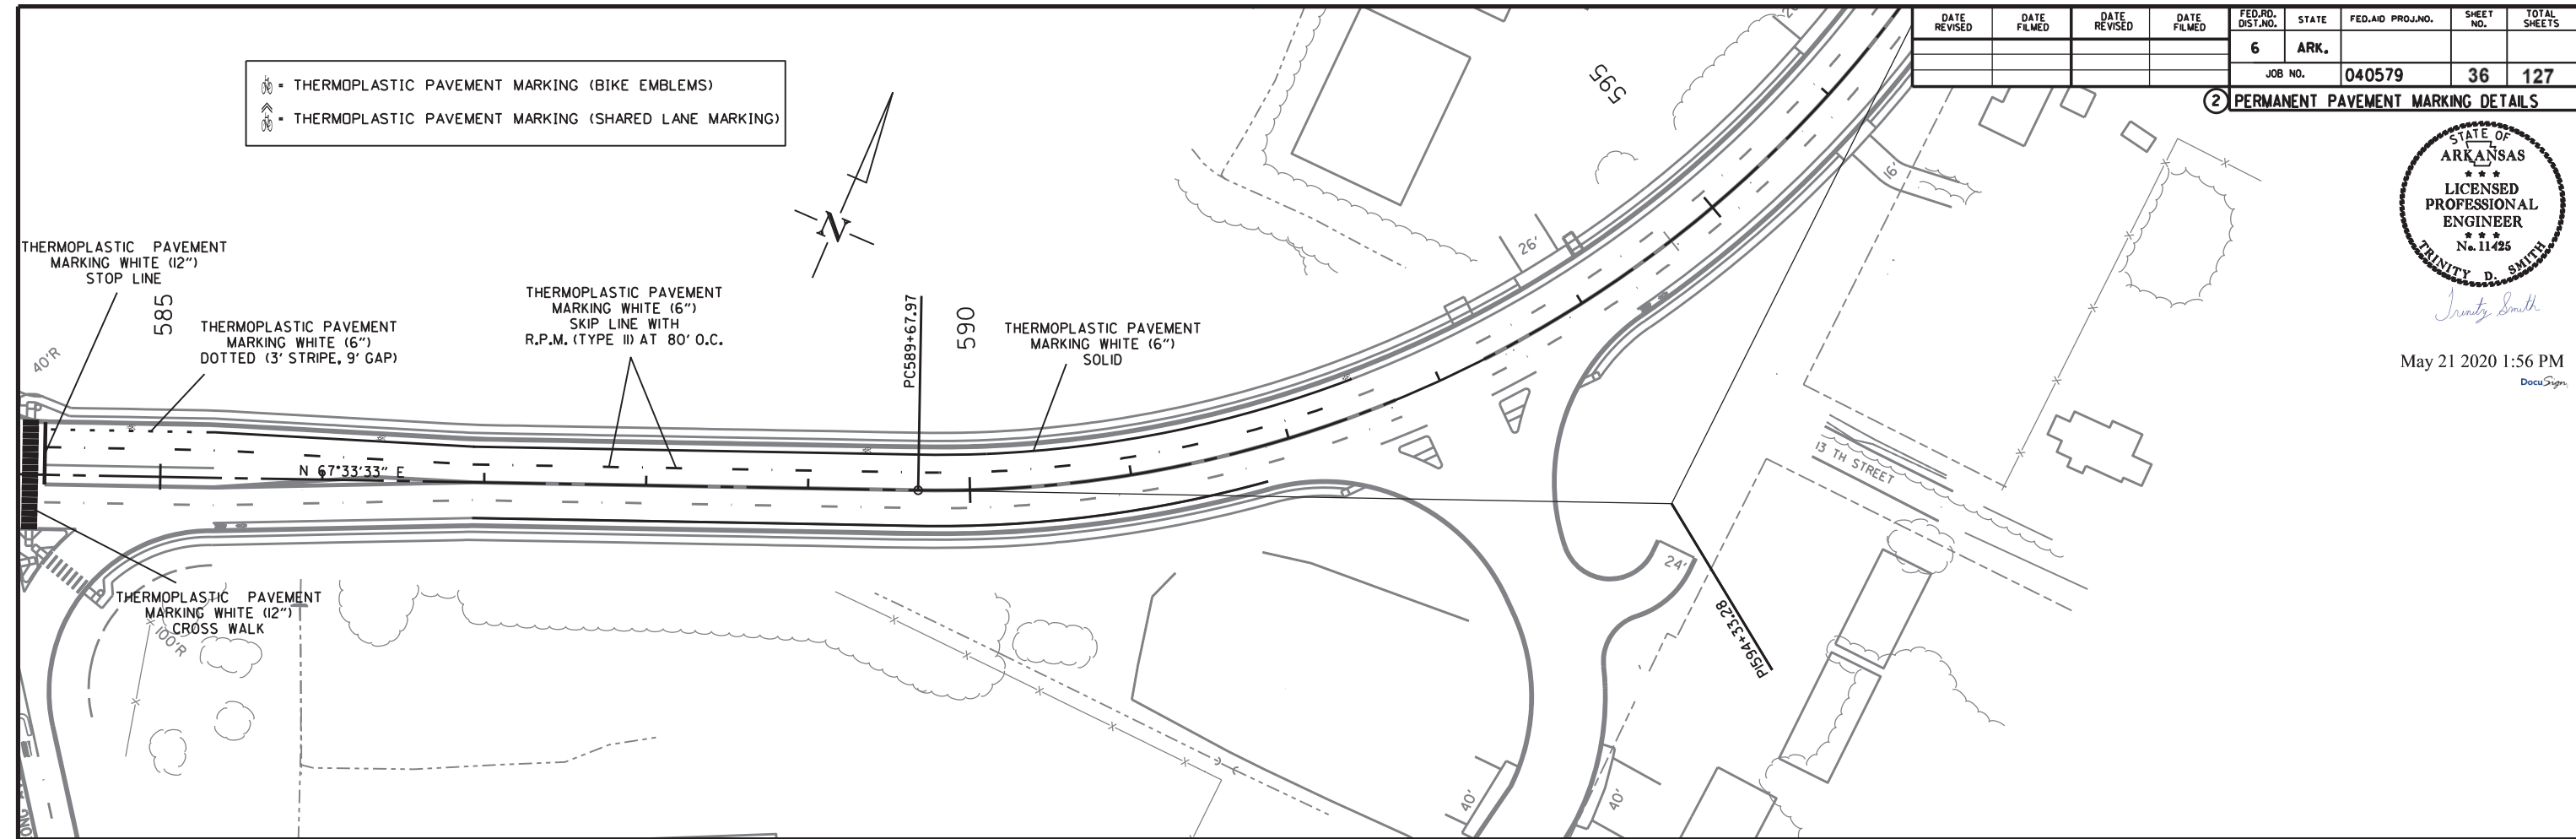 = THERMOPLASTIC PAVEMENT MARKING (BIKE EMBLEMS)
= THERMOPLASTIC PAVEMENT MARKING (SHARED LANE MARKING)
DATE REVISED
DATE FILMED
DATE REVISED
DATE FILMED
FED.RD. DIST.NO.
STATE
FED.AID PROJ.NO.
SHEET NO.
TOTAL SHEETS
6
ARK.
JOB NO.
040579
36
127
2 PERMANENT PAVEMENT MARKING DETAILS
STATE OF
ARKANSAS
★ ★ ★
LICENSED
PROFESSIONAL
ENGINEER
★ ★ ★
No. 11425
TRINITY D. SMITH
Trinity Smith
May 21 2020 1:56 PM
DocuSign
N
595
16'
26'
THERMOPLASTIC PAVEMENT
MARKING WHITE (12")
STOP LINE
585
40'R
THERMOPLASTIC PAVEMENT
MARKING WHITE (6")
DOTTED (3' STRIPE, 9' GAP)
THERMOPLASTIC PAVEMENT
MARKING WHITE (6")
SKIP LINE WITH
R.P.M. (TYPE II) AT 80' O.C.
PC589+67.97
590
THERMOPLASTIC PAVEMENT
MARKING WHITE (6")
SOLID
N 67°33'33" E
13 TH STREET
24'
PI594+33.28
THERMOPLASTIC PAVEMENT
MARKING WHITE (12")
CROSS WALK
100'R
40'
40'